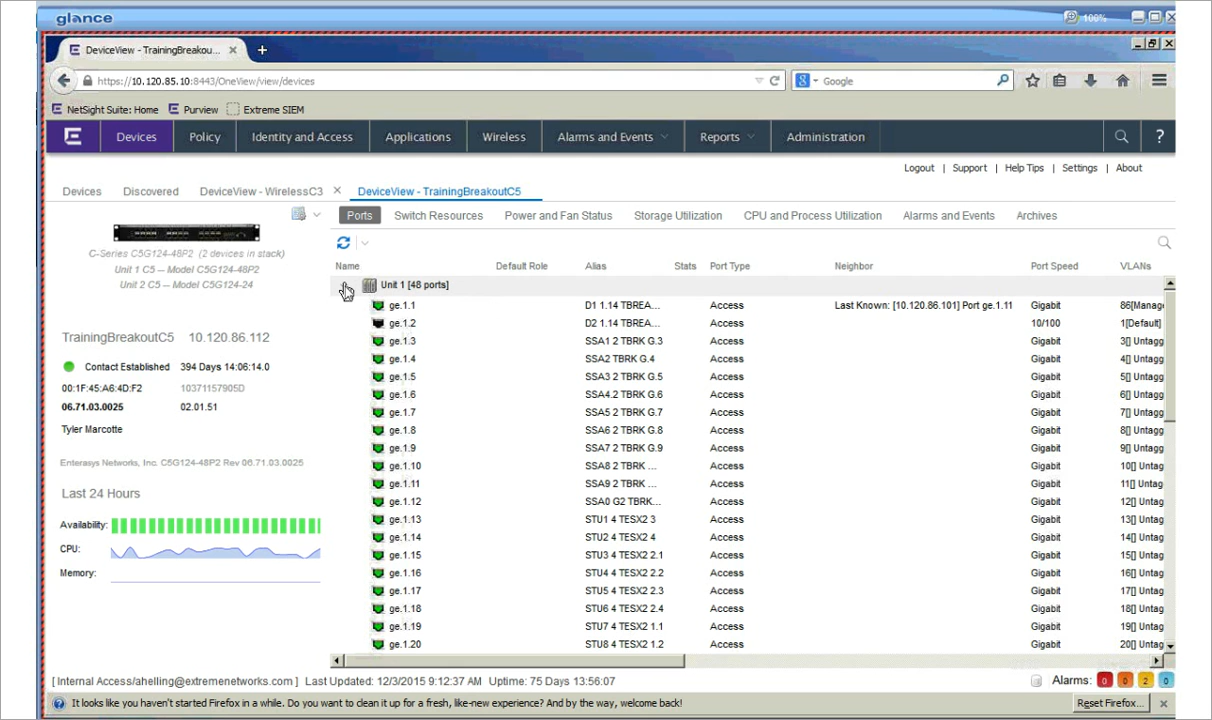 glance 100%
DeviceView - TrainingBreakou... × +
https://10.120.85.10:8443/OneView/view/devices Google
NetSight Suite: Home Purview Extreme SIEM
Devices Policy Identity and Access Applications Wireless Alarms and Events Reports Administration ?
Logout | Support | Help Tips | Settings | About
Devices Discovered DeviceView - WirelessC3 × DeviceView - TrainingBreakoutC5
Ports Switch Resources Power and Fan Status Storage Utilization CPU and Process Utilization Alarms and Events Archives
C-Series C5G124-48P2 (2 devices in stack)
Unit 1 C5 -- Model C5G124-48P2
Unit 2 C5 -- Model C5G124-24
TrainingBreakoutC5 10.120.86.112
Contact Established 394 Days 14:06:14.0
00:1F:45:A6:4D:F2 10371157905D
06.71.03.0025 02.01.51
Tyler Marcotte
Enterasys Networks, Inc. C5G124-48P2 Rev 06.71.03.0025
Last 24 Hours
Availability:
CPU:
Memory:
Name Default Role Alias Stats Port Type Neighbor Port Speed VLANs
Unit 1 [48 ports]
ge.1.1 D1 1.14 TBREA... Access Last Known: [10.120.86.101] Port ge.1.11 Gigabit 86[Manag
ge.1.2 D2 1.14 TBREA... Access 10/100 1[Default]
ge.1.3 SSA1 2 TBRK G.3 Access Gigabit 3[] Untagg
ge.1.4 SSA2 TBRK G.4 Access Gigabit 4[] Untagg
ge.1.5 SSA3 2 TBRK G.5 Access Gigabit 5[] Untagg
ge.1.6 SSA4.2 TBRK G.6 Access Gigabit 6[] Untagg
ge.1.7 SSA5 2 TBRK G.7 Access Gigabit 7[] Untagg
ge.1.8 SSA6 2 TBRK G.8 Access Gigabit 8[] Untagg
ge.1.9 SSA7 2 TBRK G.9 Access Gigabit 9[] Untagg
ge.1.10 SSA8 2 TBRK ... Access Gigabit 10[] Untag
ge.1.11 SSA9 2 TBRK ... Access Gigabit 11[] Untag
ge.1.12 SSA0 G2 TBRK... Access Gigabit 12[] Untag
ge.1.13 STU1 4 TESX2 3 Access Gigabit 13[] Untag
ge.1.14 STU2 4 TESX2 4 Access Gigabit 14[] Untag
ge.1.15 STU3 4 TESX2 2.1 Access Gigabit 15[] Untag
ge.1.16 STU4 4 TESX2 2.2 Access Gigabit 16[] Untag
ge.1.17 STU5 4 TESX2 2.3 Access Gigabit 17[] Untag
ge.1.18 STU6 4 TESX2 2.4 Access Gigabit 18[] Untag
ge.1.19 STU7 4 TESX2 1.1 Access Gigabit 19[] Untag
ge.1.20 STU8 4 TESX2 1.2 Access Gigabit 20[] Untag
[ Internal Access/ahelling@extremenetworks.com ] Last Updated: 12/3/2015 9:12:37 AM Uptime: 75 Days 13:56:07 Alarms: 0 0 2 0
It looks like you haven't started Firefox in a while. Do you want to clean it up for a fresh, like-new experience? And by the way, welcome back! Reset Firefox... ×